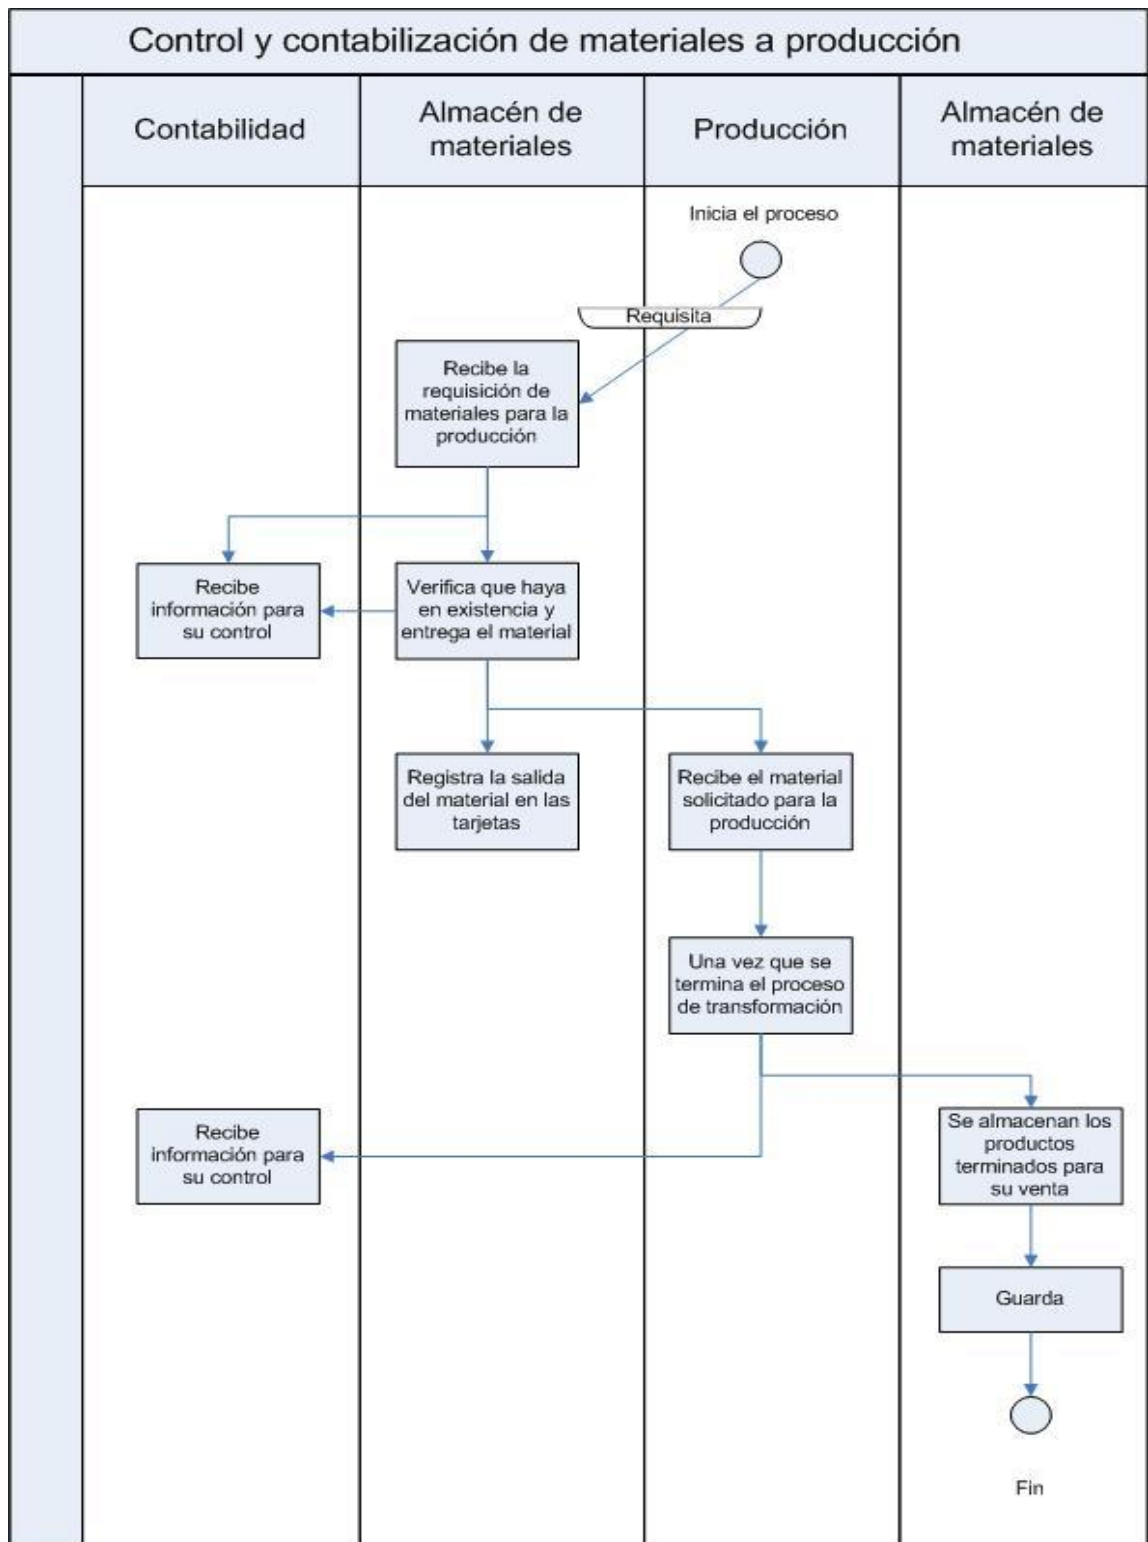 Control y contabilización de materiales a producción
Contabilidad
Almacén de
materiales
Producción
Almacén de
materiales
Inicia el proceso
Requisita
Recibe la
requisición de
materiales para la
producción
Recibe
información para
su control
Verifica que haya
en existencia y
entrega el material
Registra la salida
del material en las
tarjetas
Recibe el material
solicitado para la
producción
Una vez que se
termina el proceso
de transformación
Recibe
información para
su control
Se almacenan los
productos
terminados para
su venta
Guarda
Fin